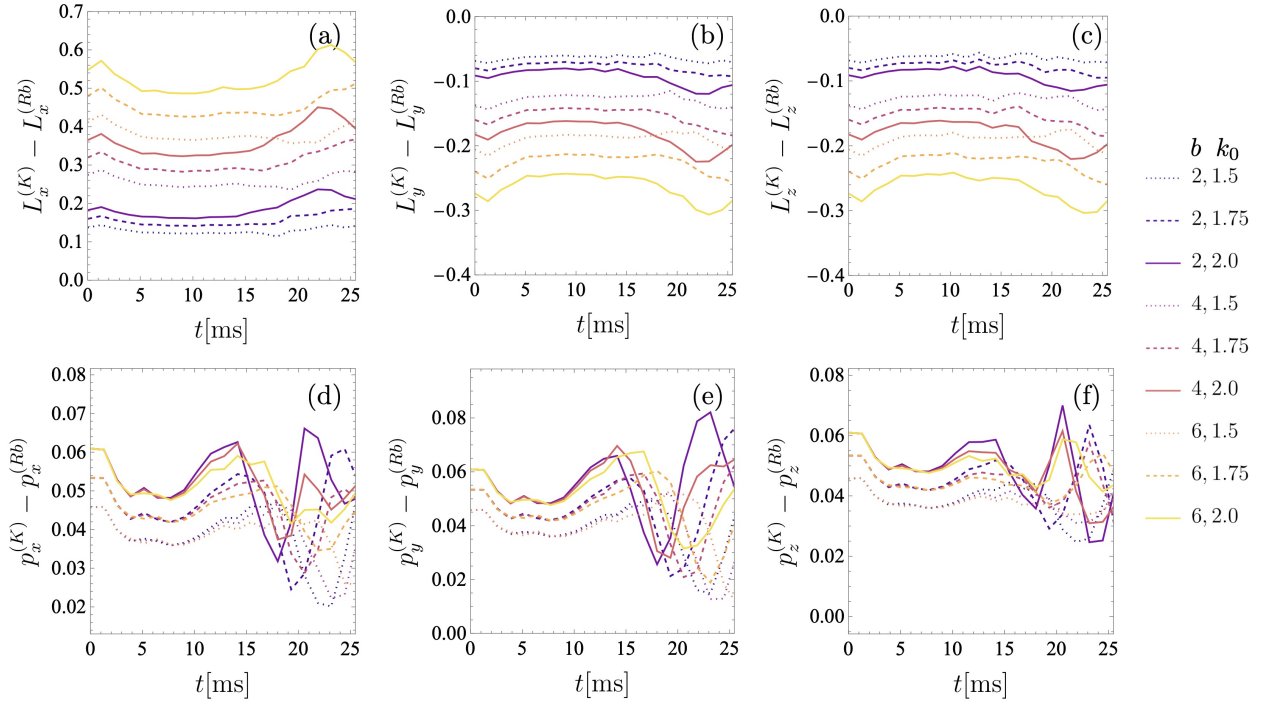 (a)
L_x^(K) − L_x^(Rb)
0.7
0.6
0.5
0.4
0.3
0.2
0.1
0.0
0 5 10 15 20 25
t[ms]
(b)
L_y^(K) − L_y^(Rb)
−0.0
−0.1
−0.2
−0.3
−0.4
0 5 10 15 20 25
t[ms]
(c)
L_z^(K) − L_z^(Rb)
−0.0
−0.1
−0.2
−0.3
−0.4
0 5 10 15 20 25
t[ms]
(d)
p_x^(K) − p_x^(Rb)
0.08
0.07
0.06
0.05
0.04
0.03
0.02
0 5 10 15 20 25
t[ms]
(e)
p_y^(K) − p_y^(Rb)
0.08
0.06
0.04
0.02
0.00
0 5 10 15 20 25
t[ms]
(f)
p_z^(K) − p_z^(Rb)
0.08
0.06
0.04
0.02
0.00
0 5 10 15 20 25
t[ms]
b k_0
2, 1.5
2, 1.75
2, 2.0
4, 1.5
4, 1.75
4, 2.0
6, 1.5
6, 1.75
6, 2.0